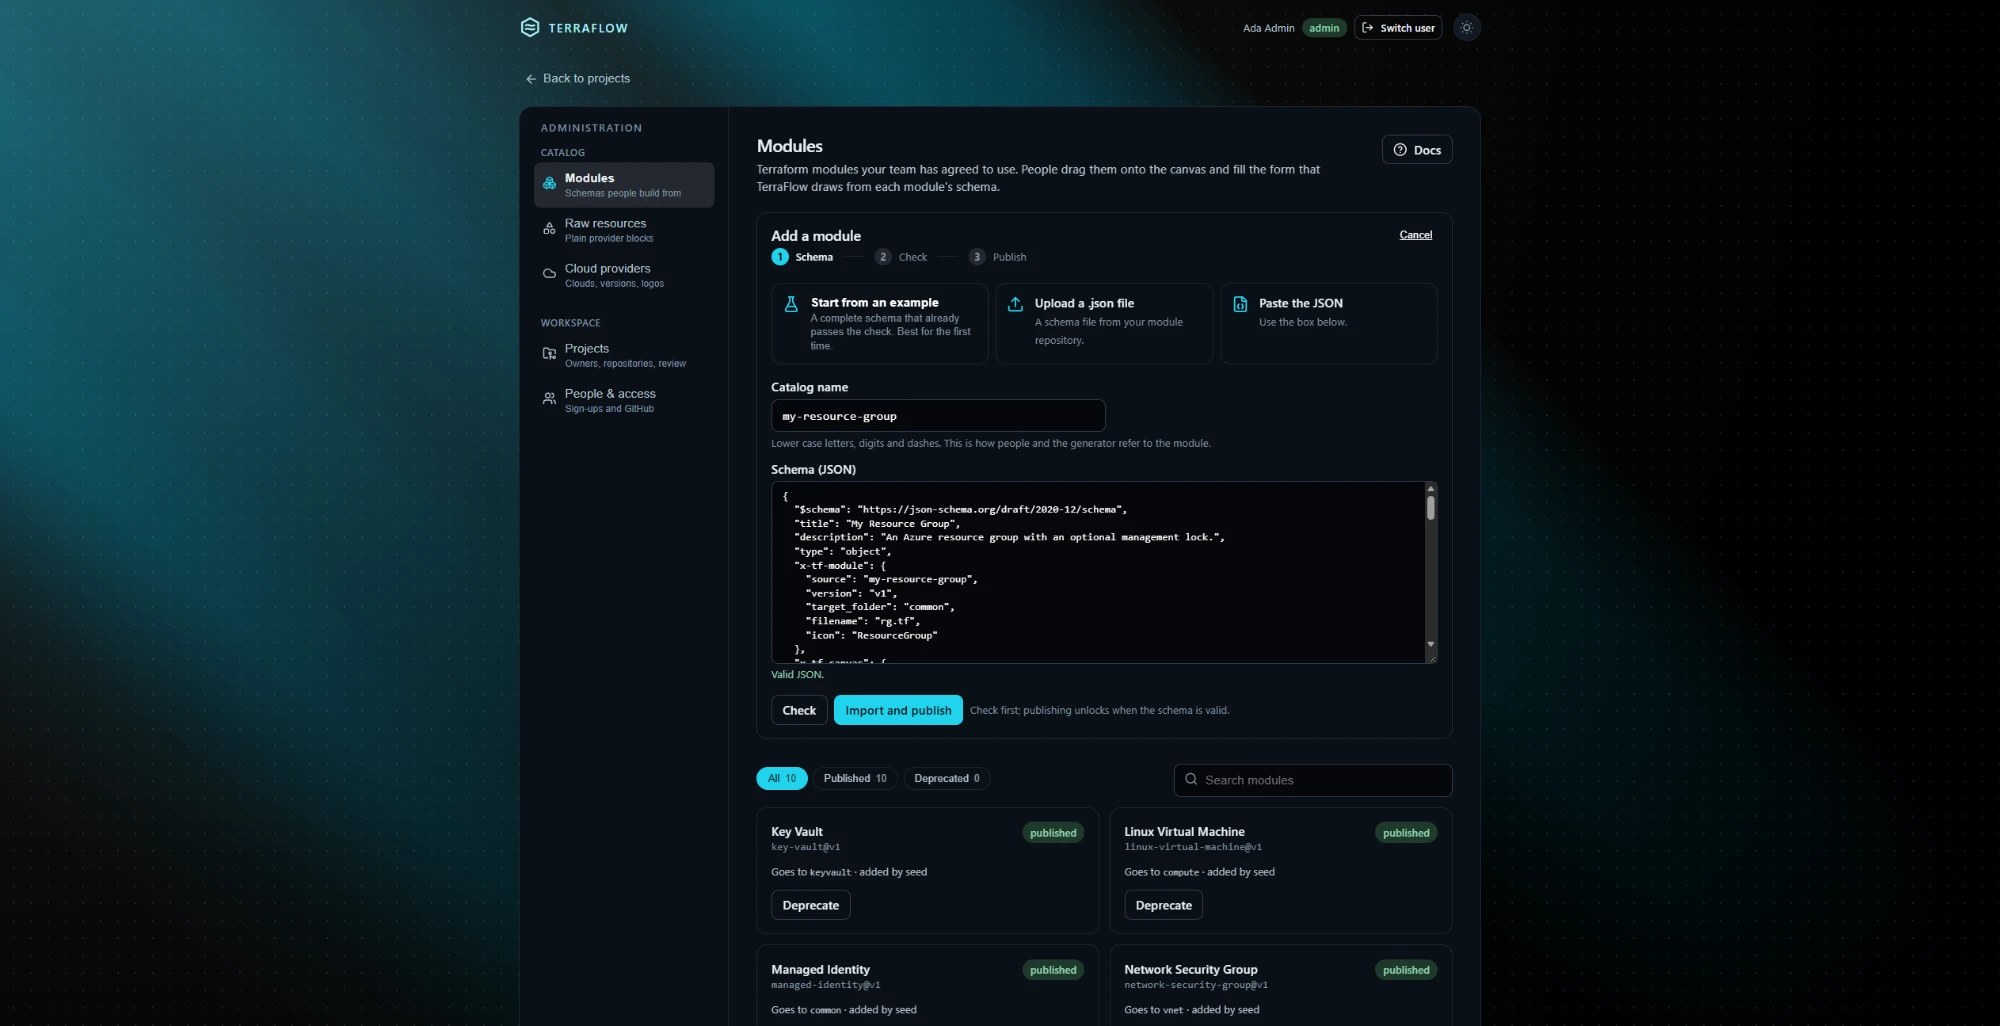 TERRAFLOW
Ada Admin
admin
Switch user
Back to projects
ADMINISTRATION
CATALOG
Modules
Schemas people build from
Raw resources
Plain provider blocks
Cloud providers
Clouds, versions, logos
WORKSPACE
Projects
Owners, repositories, review
People & access
Sign-ups and GitHub
Modules
Terraform modules your team has agreed to use. People drag them onto the canvas and fill the form that
TerraFlow draws from each module's schema.
Docs
Add a module
Cancel
1 Schema
2 Check
3 Publish
Start from an example
A complete schema that already
passes the check. Best for the first
time.
Upload a .json file
A schema file from your module
repository.
Paste the JSON
Use the box below.
Catalog name
my-resource-group
Lower case letters, digits and dashes. This is how people and the generator refer to the module.
Schema (JSON)
{
"$schema": "https://json-schema.org/draft/2020-12/schema",
"title": "My Resource Group",
"description": "An Azure resource group with an optional management lock.",
"type": "object",
"x-tf-module": {
"source": "my-resource-group",
"version": "v1",
"target_folder": "common",
"filename": "rg.tf",
"icon": "ResourceGroup"
},
"x-tf-canvas": {
Valid JSON.
Check
Import and publish
Check first; publishing unlocks when the schema is valid.
All 10
Published 10
Deprecated 0
Search modules
Key Vault
published
key-vault@v1
Goes to keyvault · added by seed
Deprecate
Linux Virtual Machine
published
linux-virtual-machine@v1
Goes to compute · added by seed
Deprecate
Managed Identity
published
managed-identity@v1
Goes to common · added by seed
Network Security Group
published
network-security-group@v1
Goes to vnet · added by seed